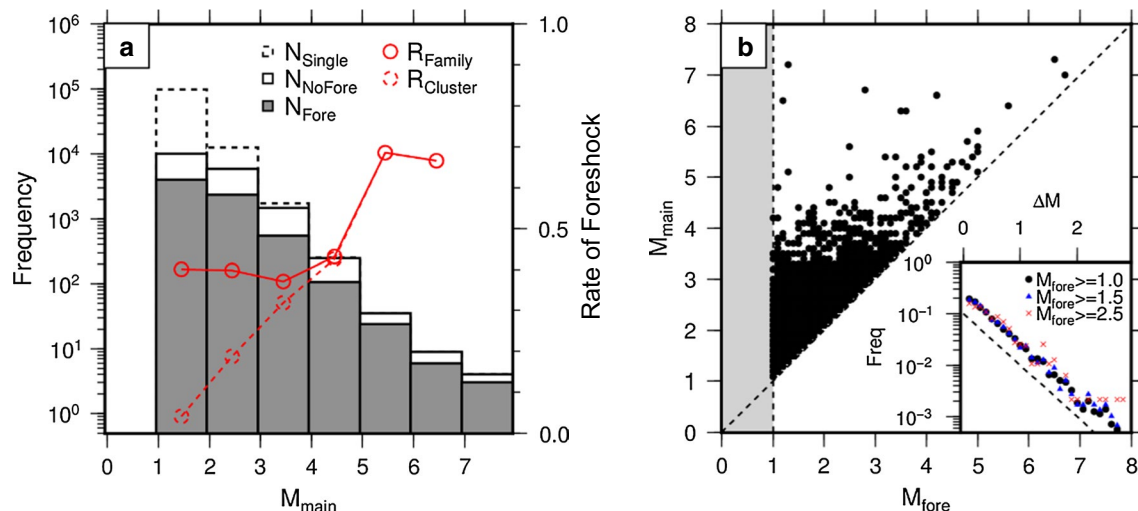 a
10^6
10^5
10^4
10^3
10^2
10^1
10^0
Frequency
N_Single
N_NoFore
N_Fore
R_Family
R_Cluster
1.0
0.5
0.0
Rate of Foreshock
0 1 2 3 4 5 6 7
M_main
b
8
7
6
5
4
3
2
1
0
M_main
0 1 2 3 4 5 6 7 8
M_fore
ΔM
0 1 2
10^0
10^-1
10^-2
10^-3
Freq
M_fore>=1.0
M_fore>=1.5
M_fore>=2.5